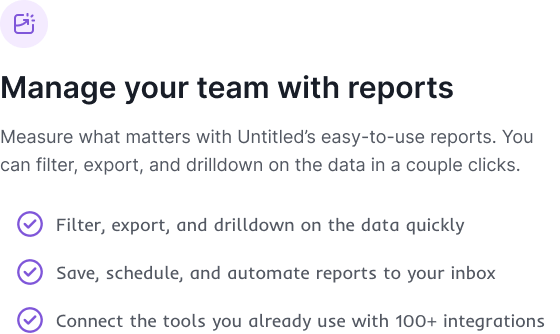 Manage your team with reports
Measure what matters with Untitled’s easy-to-use reports. You
can filter, export, and drilldown on the data in a couple clicks.
Filter, export, and drilldown on the data quickly
Save, schedule, and automate reports to your inbox
Connect the tools you already use with 100+ integrations